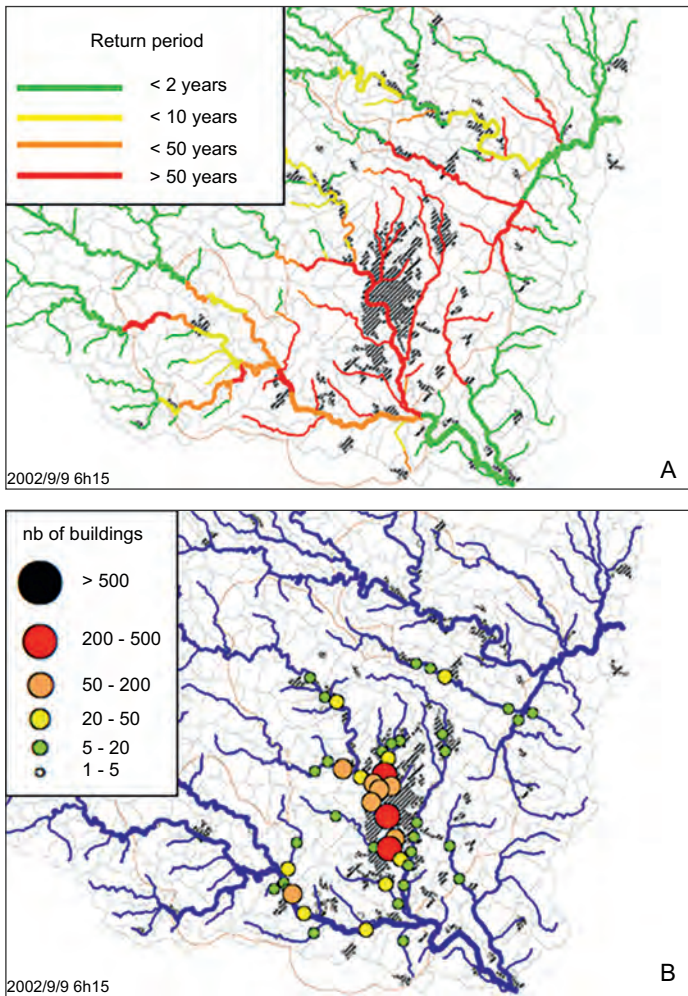 Return period
< 2 years
< 10 years
< 50 years
> 50 years
2002/9/9 6h15
A
nb of buildings
> 500
200 - 500
50 - 200
20 - 50
5 - 20
1 - 5
2002/9/9 6h15
B